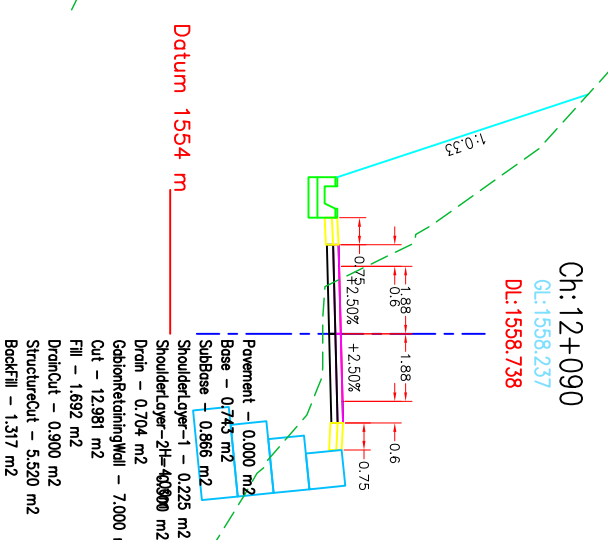 Ch:12+090
GL:1558.237
DL:1558.738
1:0.33
0.75
0.6
1.88
+2.50%
+2.50%
1.88
0.6
0.75
Datum 1554 m
Pavement - 0.000 m2
Base - 0.743 m2
SubBase - 0.866 m2
ShoulderLayer-1 - 0.225 m2
ShoulderLayer-2
Drain - 0.704 m2
GabionRetainingWall - 7.000 m
Cut - 12.981 m2
Fill - 1.692 m2
DrainCut - 0.900 m2
StructureCut - 5.520 m2
BackFill - 1.317 m2